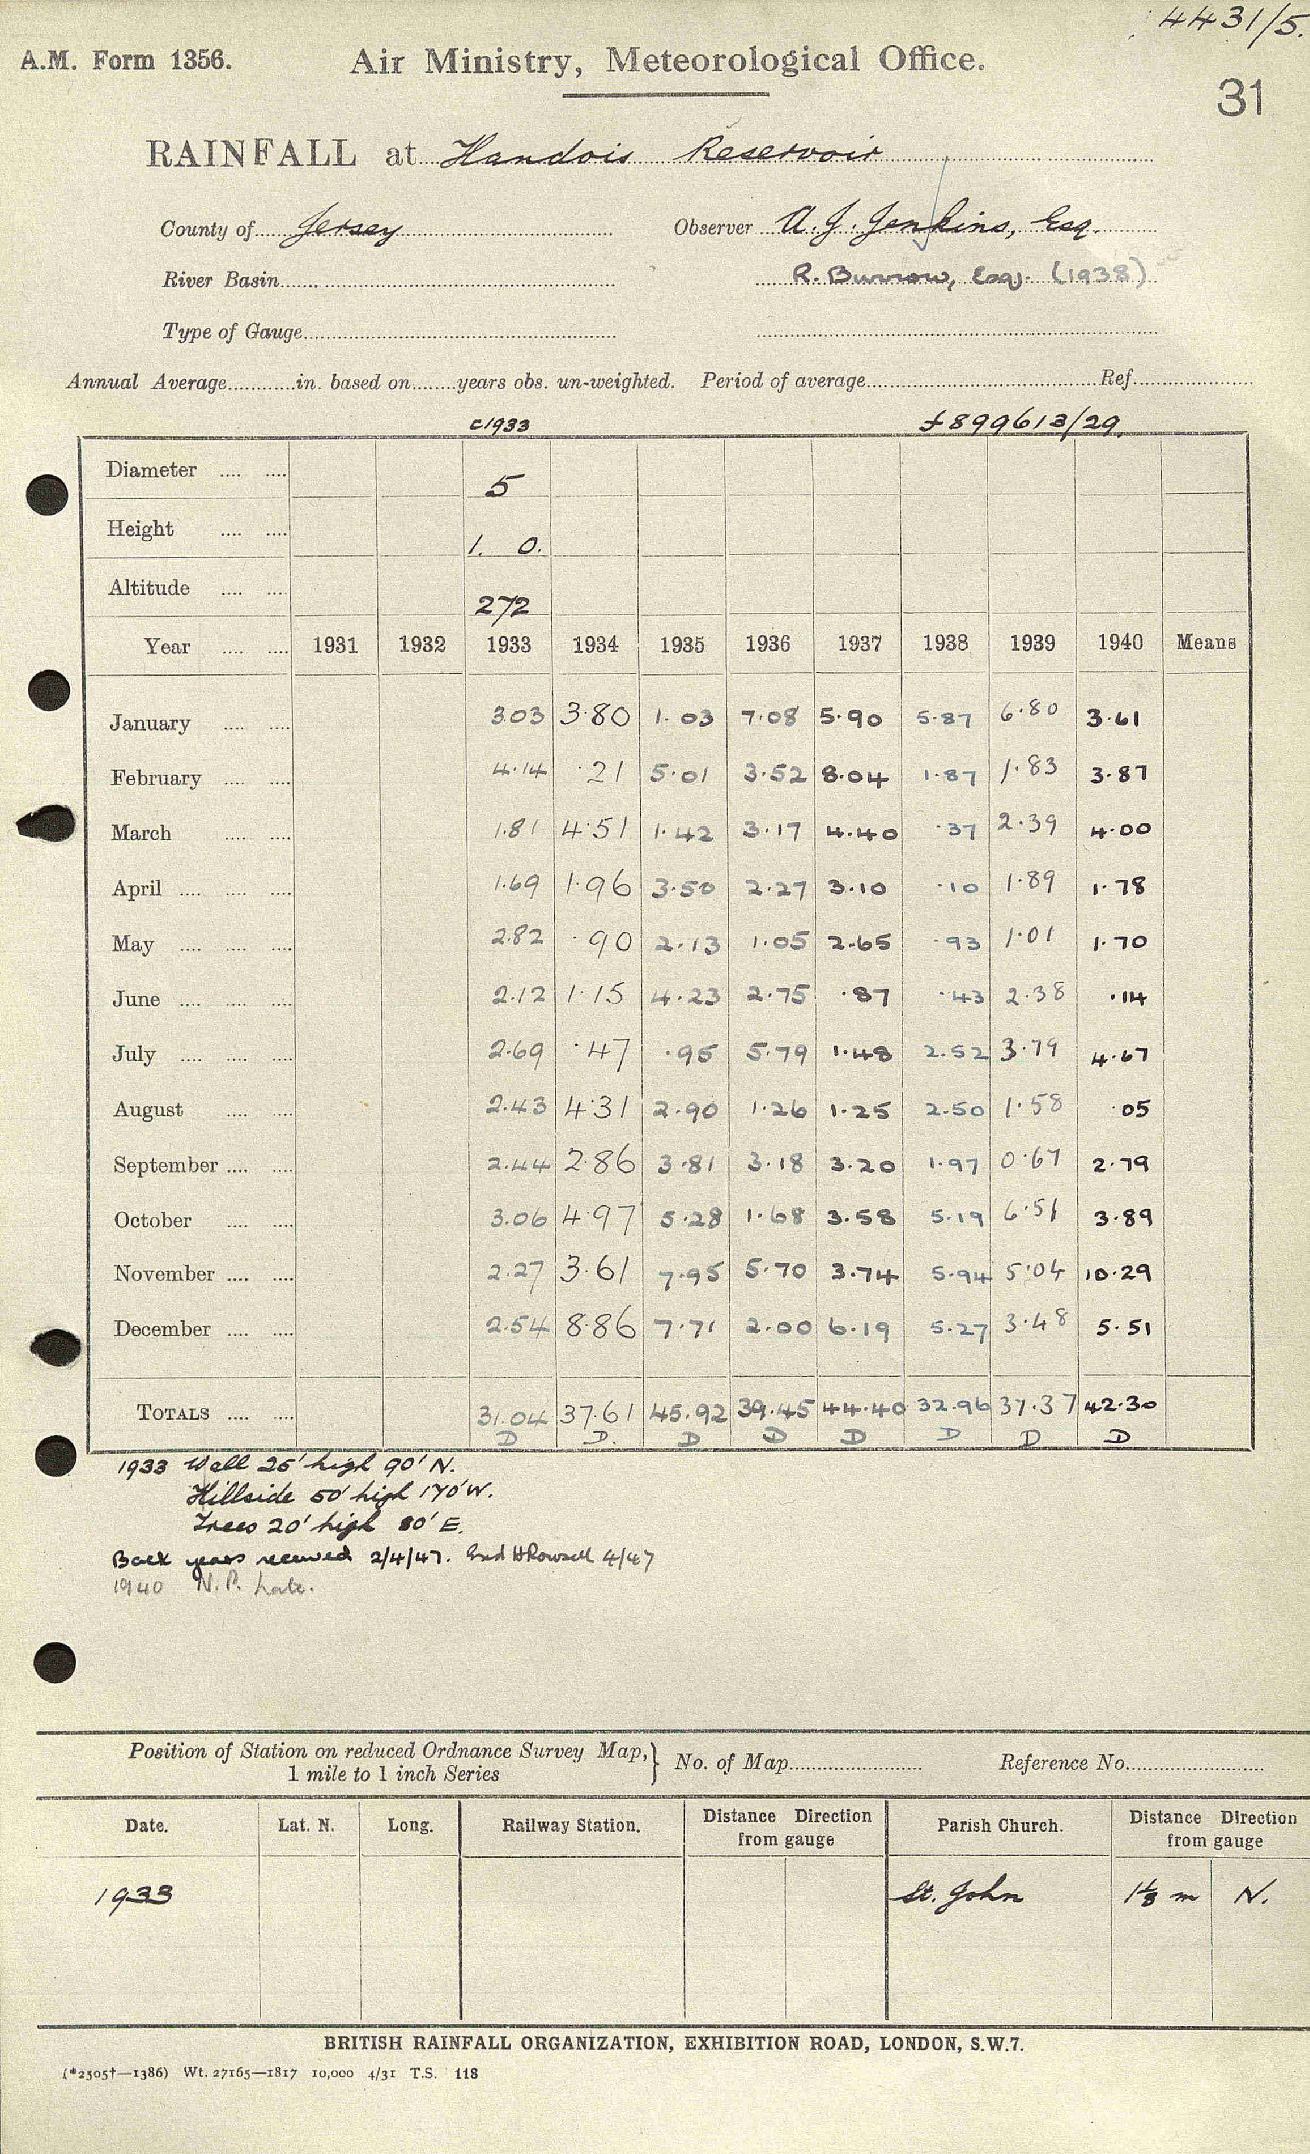 4431/5.
A.M. Form 1356. Air Ministry, Meteorological Office.
31
RAINFALL at Handois Reservoir
County of Jersey Observer A. J. Jenkins, Esq.
River Basin R. Burrow, Esq. (1938)
Type of Gauge
Annual Average in. based on years obs. un-weighted. Period of average Ref.
c1933 £899613/29.
Diameter 5
Height 1. 0.
Altitude 272
Year 1931 1932 1933 1934 1935 1936 1937 1938 1939 1940 Means
January 3.03 3.80 1.03 7.08 5.90 5.87 6.80 3.61
February 4.14 .21 5.01 3.52 8.04 1.87 1.83 3.87
March 1.81 4.51 1.42 3.17 4.40 .37 2.39 4.00
April 1.69 1.96 3.50 2.27 3.10 .10 1.89 1.78
May 2.82 .90 2.13 1.05 2.65 .93 1.01 1.70
June 2.12 1.15 4.23 2.75 .87 .43 2.38 .14
July 2.69 .47 .95 5.79 1.48 2.52 3.79 4.67
August 2.43 4.31 2.90 1.26 1.25 2.50 1.58 .05
September 2.44 2.86 3.81 3.18 3.20 1.97 0.67 2.79
October 3.06 4.97 5.28 1.68 3.58 5.19 6.51 3.89
November 2.27 3.61 7.95 5.70 3.74 5.94 5.04 10.29
December 2.54 8.86 7.71 2.00 6.19 5.27 3.48 5.51
TOTALS 31.04 37.61 45.92 39.45 44.40 32.96 37.37 42.30
D D. D D D D D D
1933 Wall 25' high 90' N.
Hillside 50' high 170' W.
Trees 20' high 80' E.
Back years received 2/4/47. H Rowsell 4/47
1940 N.P. Late.
Position of Station on reduced Ordnance Survey Map, } No. of Map Reference No.
1 mile to 1 inch Series
Date. Lat. N. Long. Railway Station. Distance Direction from gauge Parish Church. Distance Direction from gauge
1933 St. John 1⅓ m N.
BRITISH RAINFALL ORGANIZATION, EXHIBITION ROAD, LONDON, S.W.7.
(*2505†—1386) Wt. 27165—1817 10,000 4/31 T.S. 118